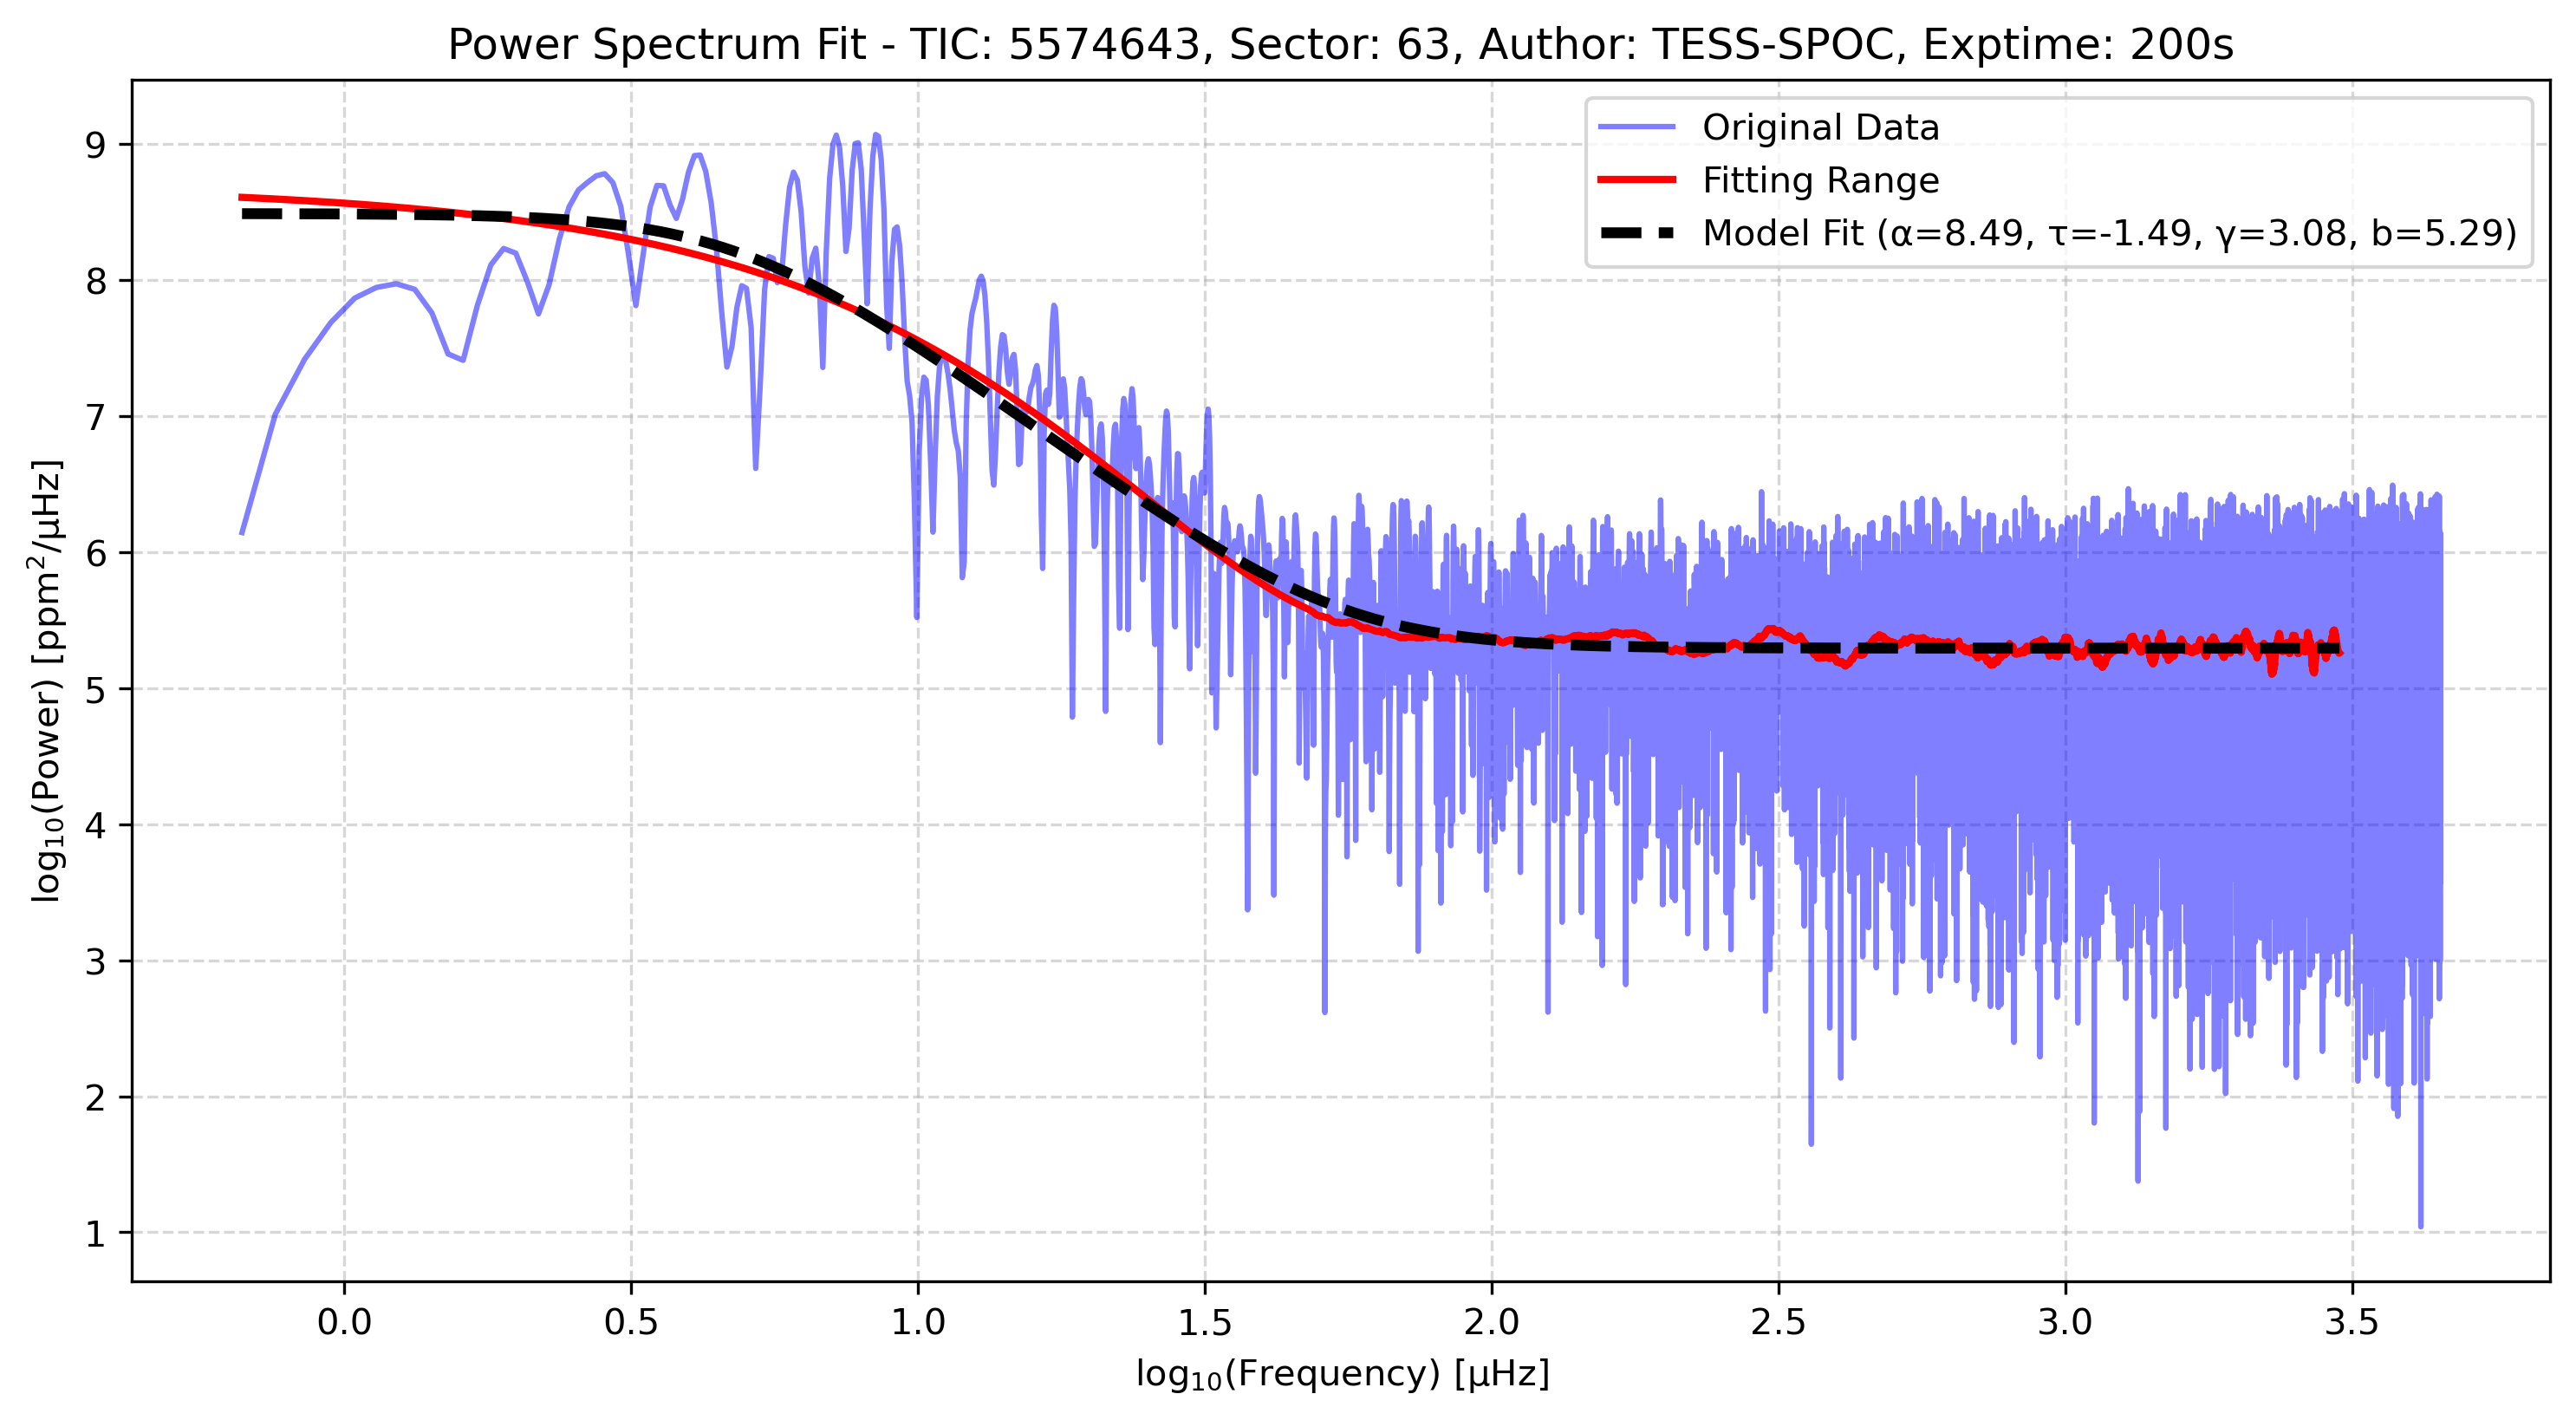 Power Spectrum Fit - TIC: 5574643, Sector: 63, Author: TESS-SPOC, Exptime: 200s
Original Data
Fitting Range
Model Fit (α=8.49, τ=-1.49, γ=3.08, b=5.29)
log₁₀(Power) [ppm²/μHz]
9
8
7
6
5
4
3
2
1
0.0 0.5 1.0 1.5 2.0 2.5 3.0 3.5
log₁₀(Frequency) [μHz]